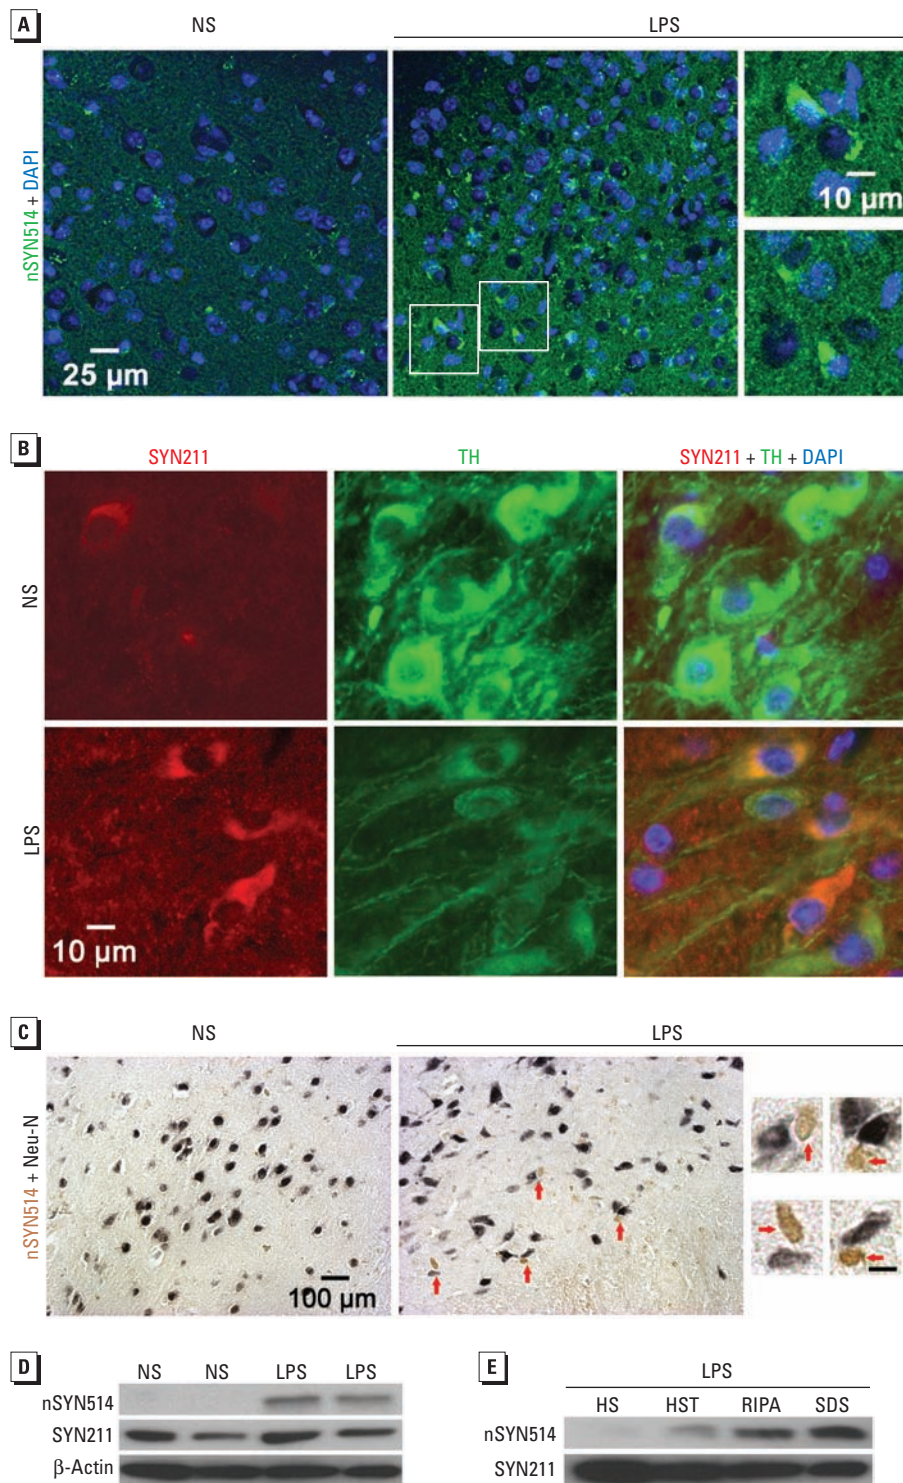 A
NS
LPS
nSYN514 + DAPI
25 µm
10 µm
B
SYN211
TH
SYN211 + TH + DAPI
NS
LPS
10 µm
C
NS
LPS
nSYN514 + Neu-N
100 µm
D
NS NS LPS LPS
nSYN514
SYN211
β-Actin
E
LPS
HS HST RIPA SDS
nSYN514
SYN211